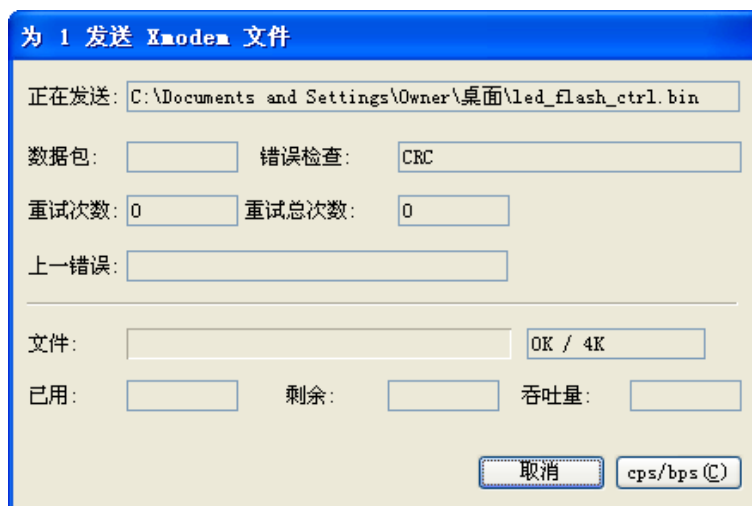 为 1 发送 Xmodem 文件
正在发送: C:\Documents and Settings\Owner\桌面\led_flash_ctrl.bin
数据包: 错误检查: CRC
重试次数: 0 重试总次数: 0
上一错误:
文件: 0K / 4K
已用: 剩余: 吞吐量:
取消 cps/bps(C)